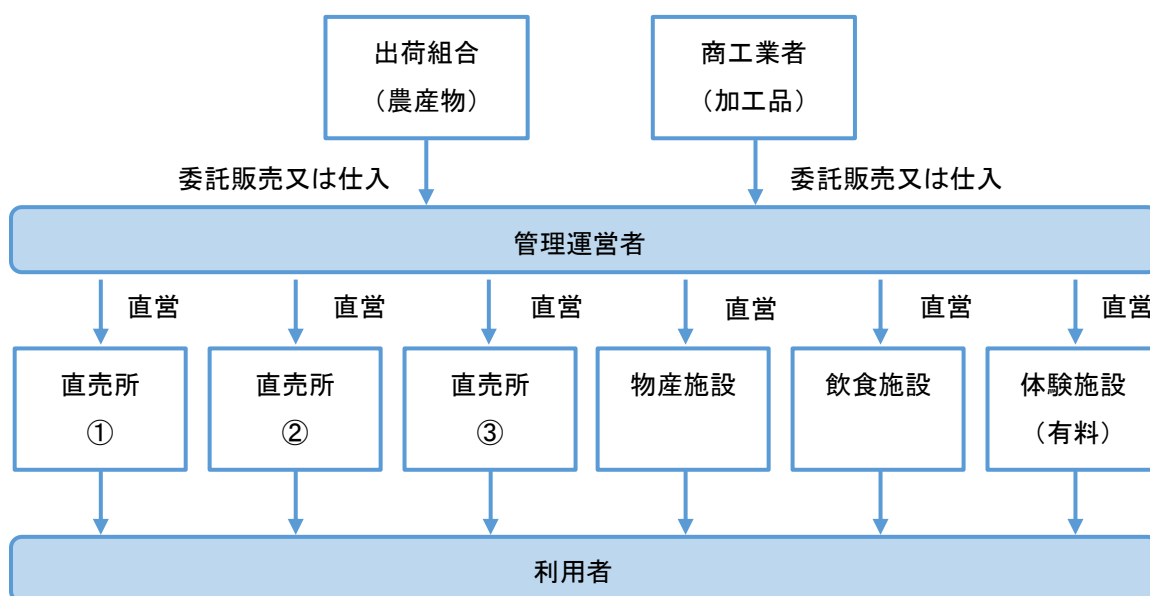 出荷組合
（農産物）
商工業者
（加工品）
委託販売又は仕入
委託販売又は仕入
管理運営者
直営
直営
直営
直営
直営
直営
直売所
①
直売所
②
直売所
③
物産施設
飲食施設
体験施設
（有料）
利用者